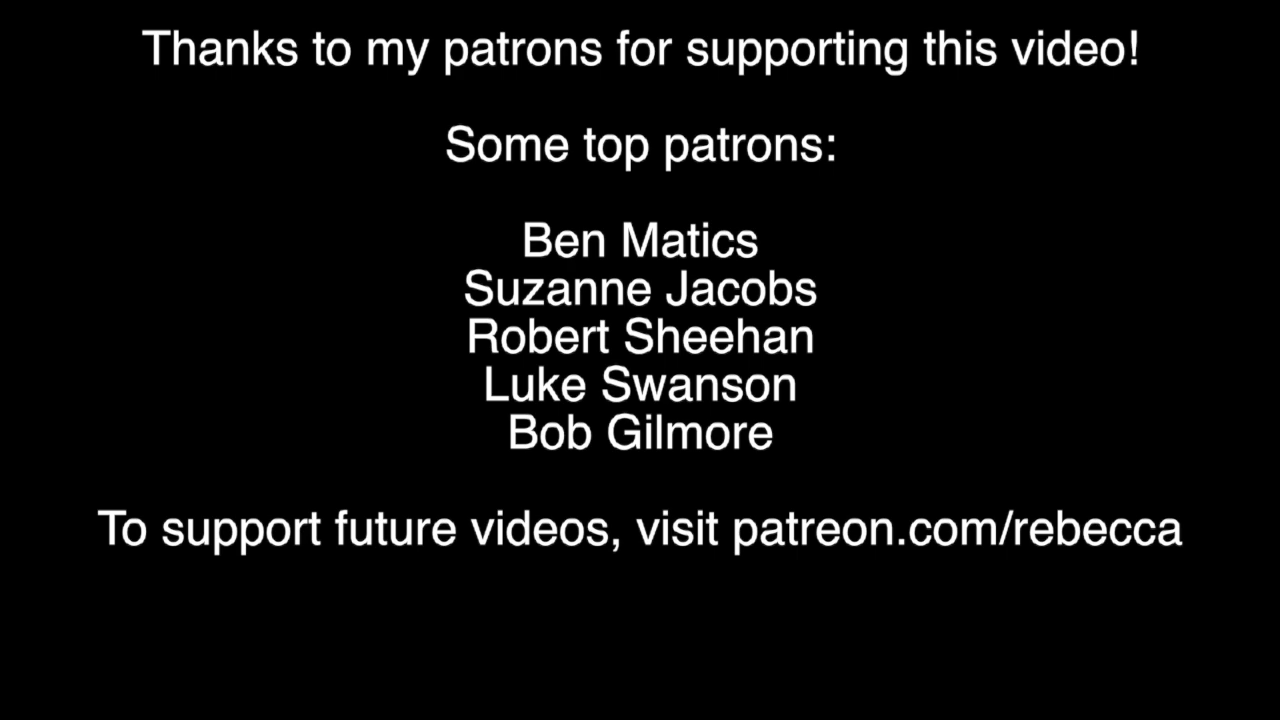 Thanks to my patrons for supporting this video!
Some top patrons:
Ben Matics
Suzanne Jacobs
Robert Sheehan
Luke Swanson
Bob Gilmore
To support future videos, visit patreon.com/rebecca